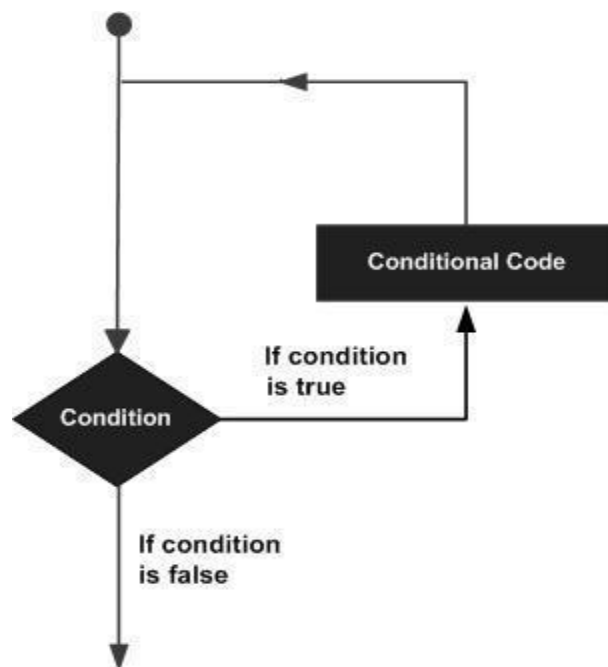 Conditional Code
If condition
is true
Condition
If condition
is false